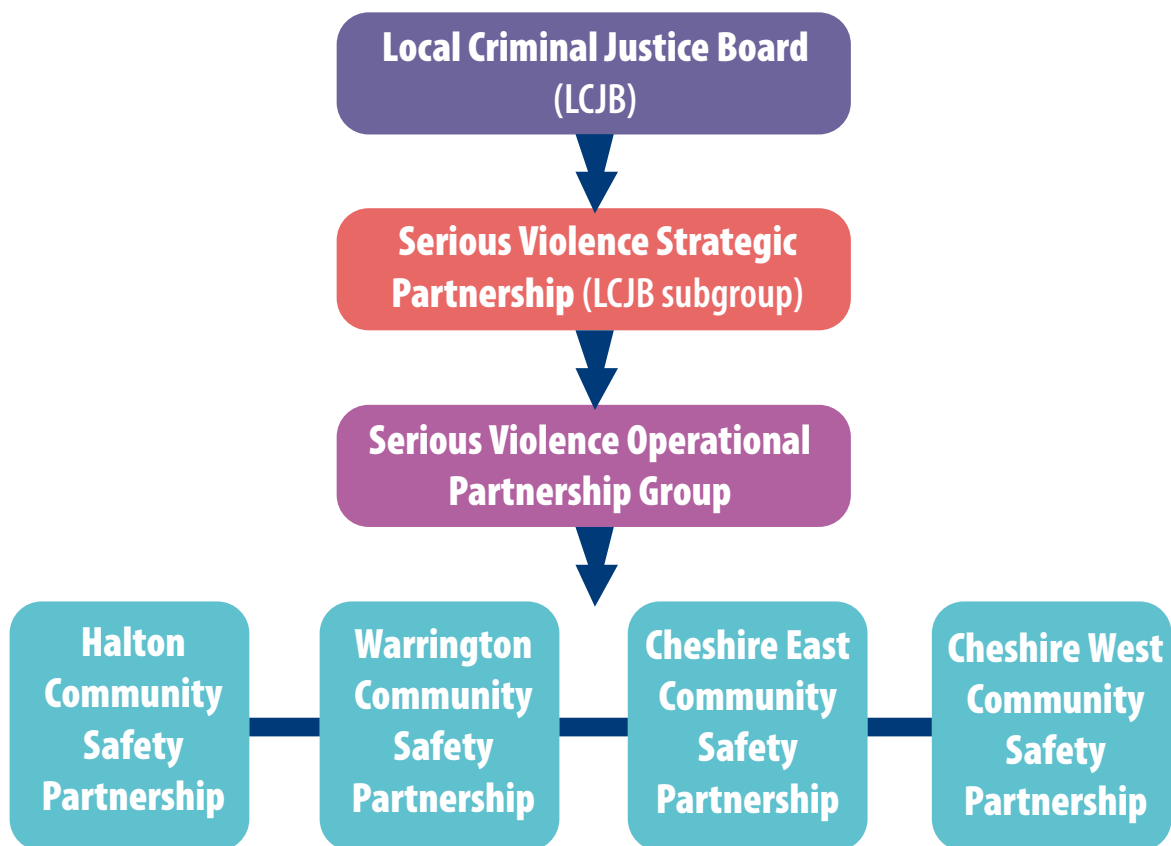 Local Criminal Justice Board
(LCJB)
Serious Violence Strategic
Partnership (LCJB subgroup)
Serious Violence Operational
Partnership Group
Halton
Community
Safety
Partnership
Warrington
Community
Safety
Partnership
Cheshire East
Community
Safety
Partnership
Cheshire West
Community
Safety
Partnership